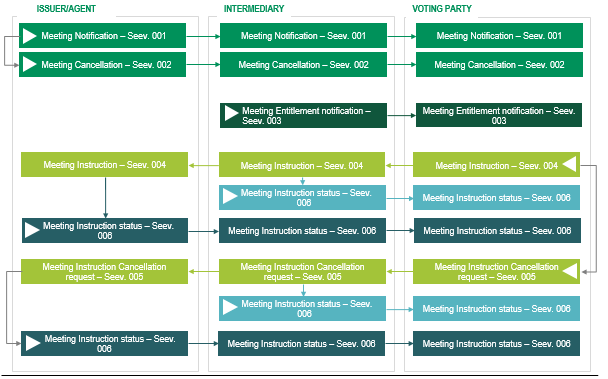 ISSUER/AGENT INTERMEDIARY VOTING PARTY
Meeting Notification – Seev. 001 Meeting Notification – Seev. 001 Meeting Notification – Seev. 001
Meeting Cancellation – Seev. 002 Meeting Cancellation – Seev. 002 Meeting Cancellation – Seev. 002
Meeting Entitlement notification –
Seev. 003
Meeting Entitlement notification –
Seev. 003
Meeting Instruction – Seev. 004 Meeting Instruction – Seev. 004 Meeting Instruction – Seev. 004
Meeting Instruction status – Seev.
006
Meeting Instruction status – Seev. 006
Meeting Instruction status – Seev.
006
Meeting Instruction status – Seev. 006 Meeting Instruction status – Seev. 006
Meeting Instruction Cancellation
request – Seev. 005
Meeting Instruction Cancellation
request – Seev. 005
Meeting Instruction Cancellation
request – Seev. 005
Meeting Instruction status – Seev.
006
Meeting Instruction status – Seev. 006
Meeting Instruction status – Seev.
006
Meeting Instruction status – Seev. 006 Meeting Instruction status – Seev. 006